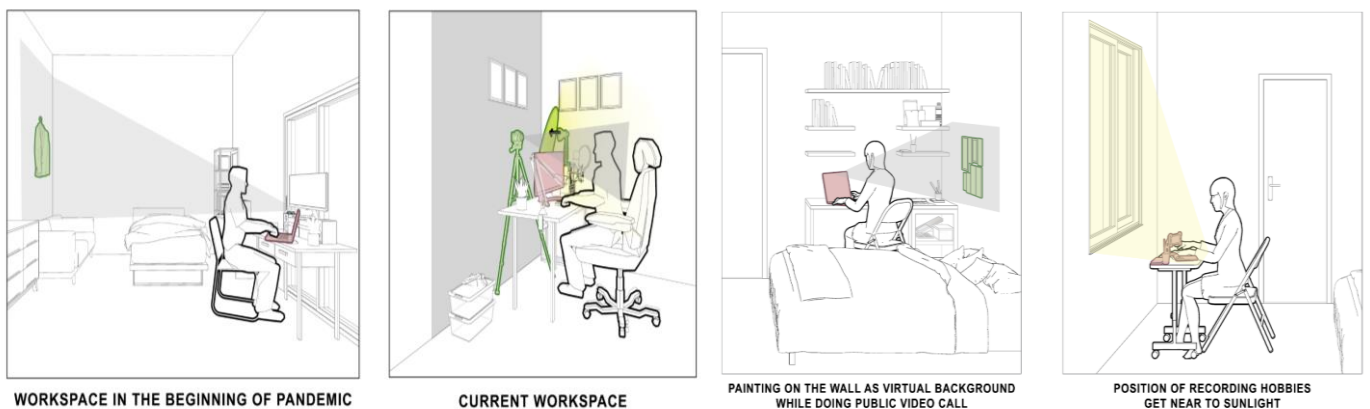 WORKSPACE IN THE BEGINNING OF PANDEMIC
CURRENT WORKSPACE
PAINTING ON THE WALL AS VIRTUAL BACKGROUND
WHILE DOING PUBLIC VIDEO CALL
POSITION OF RECORDING HOBBIES
GET NEAR TO SUNLIGHT